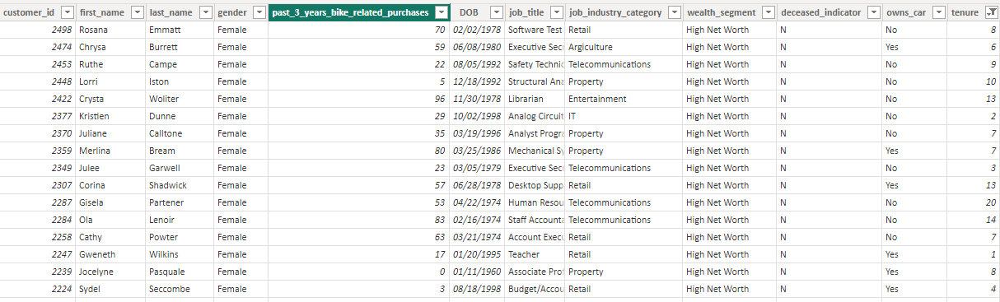 customer_id first_name last_name gender past_3_years_bike_related_purchases DOB job_title job_industry_category wealth_segment deceased_indicator owns_car tenure
2498 Rosana Emmatt Female 70 02/02/1978 Software Test Retail High Net Worth N No 8
2474 Chrysa Burrett Female 59 06/08/1980 Executive Secr Argiculture High Net Worth N Yes 6
2453 Ruthe Campe Female 22 08/05/1992 Safety Technic Telecommunications High Net Worth N No 9
2448 Lorri Iston Female 5 12/18/1992 Structural Ana Property High Net Worth N No 10
2422 Crysta Woliter Female 96 11/30/1978 Librarian Entertainment High Net Worth N No 13
2377 Kristien Dunne Female 29 10/02/1998 Analog Circuit IT High Net Worth N No 2
2370 Juliane Calltone Female 35 03/19/1996 Analyst Progra Property High Net Worth N No 7
2359 Merlina Bream Female 80 03/25/1986 Mechanical Sy Property High Net Worth N Yes 7
2349 Julee Garwell Female 23 03/05/1979 Executive Secr Telecommunications High Net Worth N No 3
2307 Corina Shadwick Female 57 06/28/1978 Desktop Supp Retail High Net Worth N Yes 13
2287 Gisela Partener Female 53 04/22/1974 Human Resou Telecommunications High Net Worth N No 20
2284 Ola Lenoir Female 83 02/16/1974 Staff Accounta Telecommunications High Net Worth N No 14
2258 Cathy Powter Female 63 03/21/1974 Account Execu Retail High Net Worth N No 7
2247 Gweneth Wilkins Female 17 01/20/1995 Teacher Retail High Net Worth N Yes 1
2239 Jocelyne Pasquale Female 0 01/11/1960 Associate Prof Property High Net Worth N Yes 8
2224 Sydel Seccombe Female 3 08/18/1998 Budget/Accou Retail High Net Worth N Yes 4